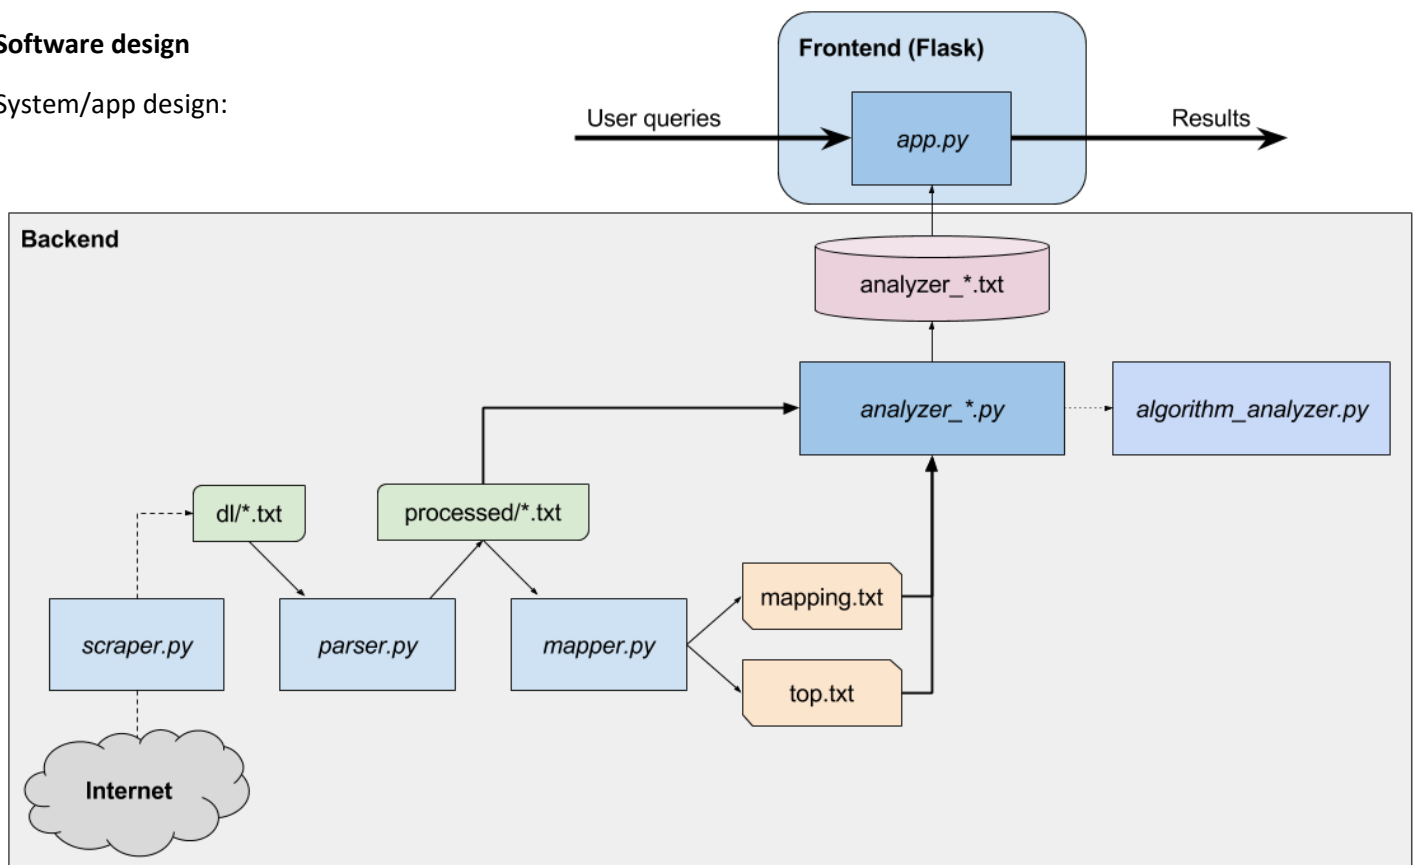 Software design
System/app design:
Frontend (Flask)
User queries
app.py
Results
Backend
analyzer_*.txt
analyzer_*.py
algorithm_analyzer.py
dl/*.txt
processed/*.txt
mapping.txt
scraper.py
parser.py
mapper.py
top.txt
Internet